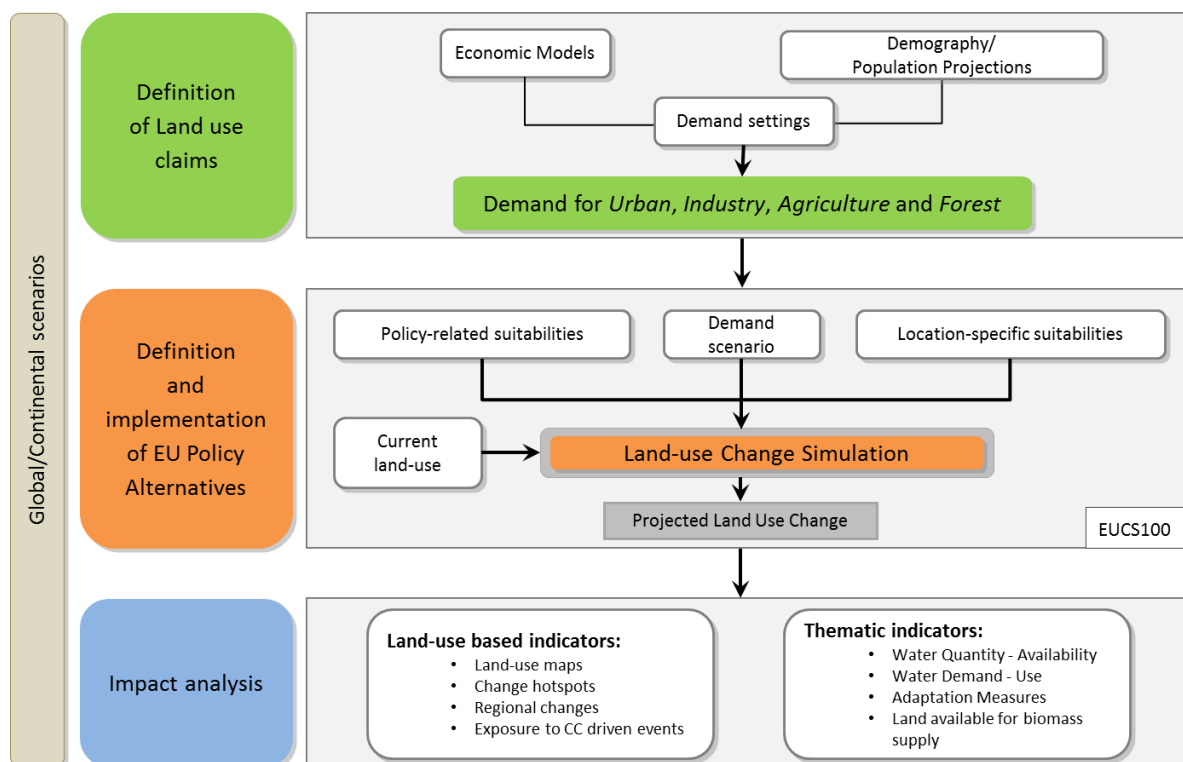 Global/Continental scenarios
Definition
of Land use
claims
Economic Models
Demography/
Population Projections
Demand settings
Demand for Urban, Industry, Agriculture and Forest
Definition
and
implementation
of EU Policy
Alternatives
Policy-related suitabilities
Demand
scenario
Location-specific suitabilities
Current
land-use
Land-use Change Simulation
Projected Land Use Change
EUCS100
Impact analysis
Land-use based indicators:
• Land-use maps
• Change hotspots
• Regional changes
• Exposure to CC driven events
Thematic indicators:
• Water Quantity - Availability
• Water Demand - Use
• Adaptation Measures
• Land available for biomass
supply